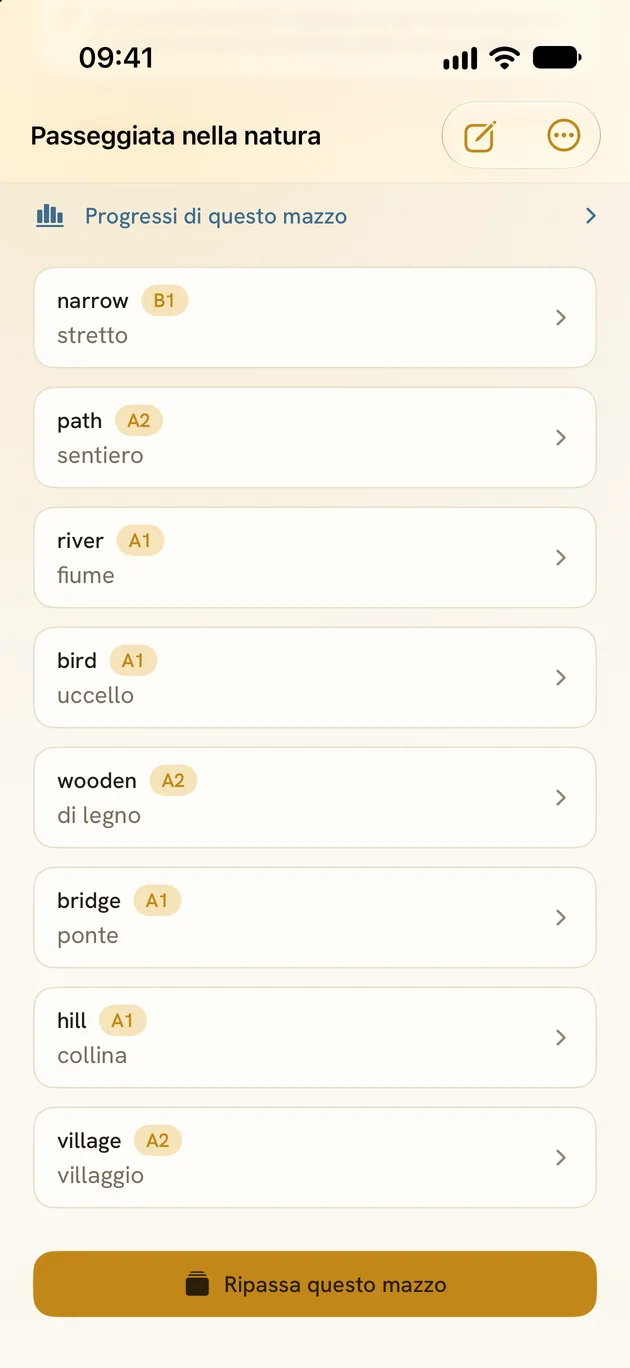 09:41
Passeggiata nella natura
Progressi di questo mazzo
narrow B1
stretto
path A2
sentiero
river A1
fiume
bird A1
uccello
wooden A2
di legno
bridge A1
ponte
hill A1
collina
village A2
villaggio
Ripassa questo mazzo